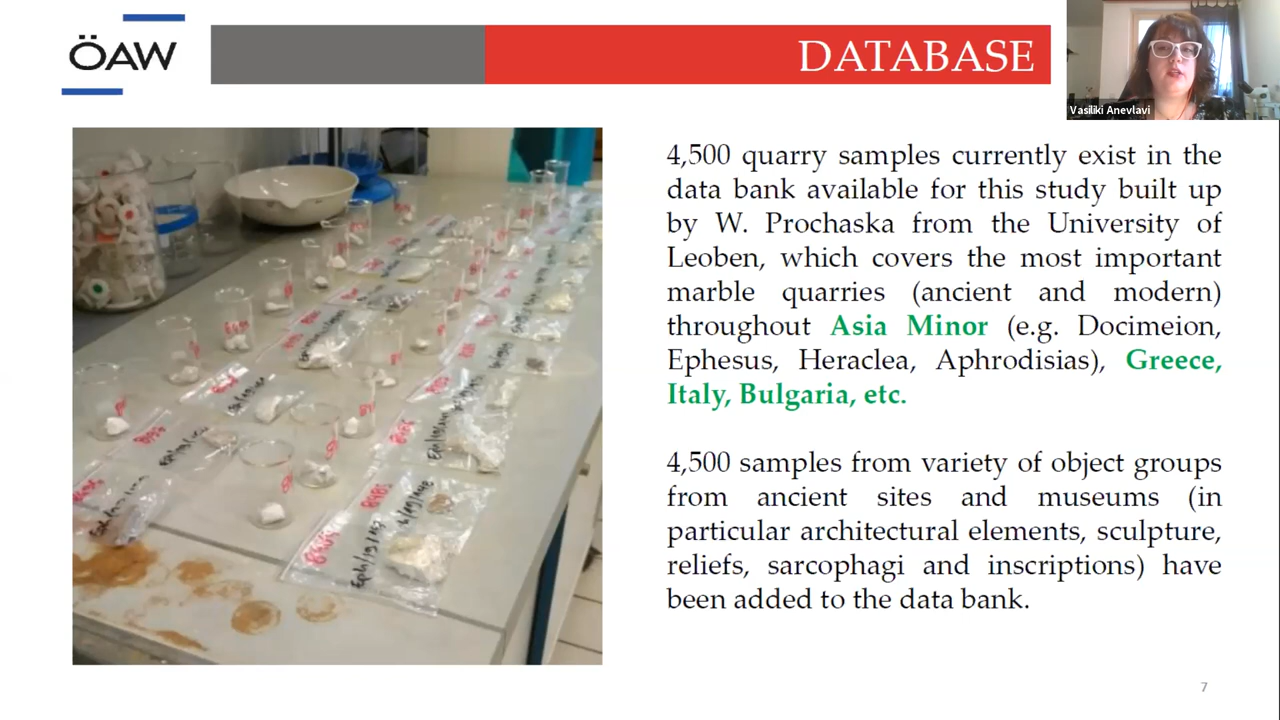 ÖAW
DATABASE
Vasiliki Anevlavi
4,500 quarry samples currently exist in the
data bank available for this study built up
by W. Prochaska from the University of
Leoben, which covers the most important
marble quarries (ancient and modern)
throughout Asia Minor (e.g. Docimeion,
Ephesus, Heraclea, Aphrodisias), Greece,
Italy, Bulgaria, etc.
4,500 samples from variety of object groups
from ancient sites and museums (in
particular architectural elements, sculpture,
reliefs, sarcophagi and inscriptions) have
been added to the data bank.
7